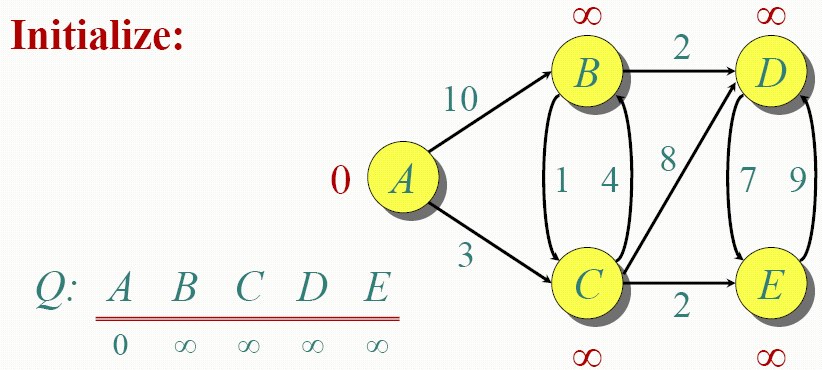 Initialize:
∞ ∞
B 2 D
10
0 A 1 4 8 7 9
3
C 2 E
∞ ∞
Q: A B C D E
0 ∞ ∞ ∞ ∞